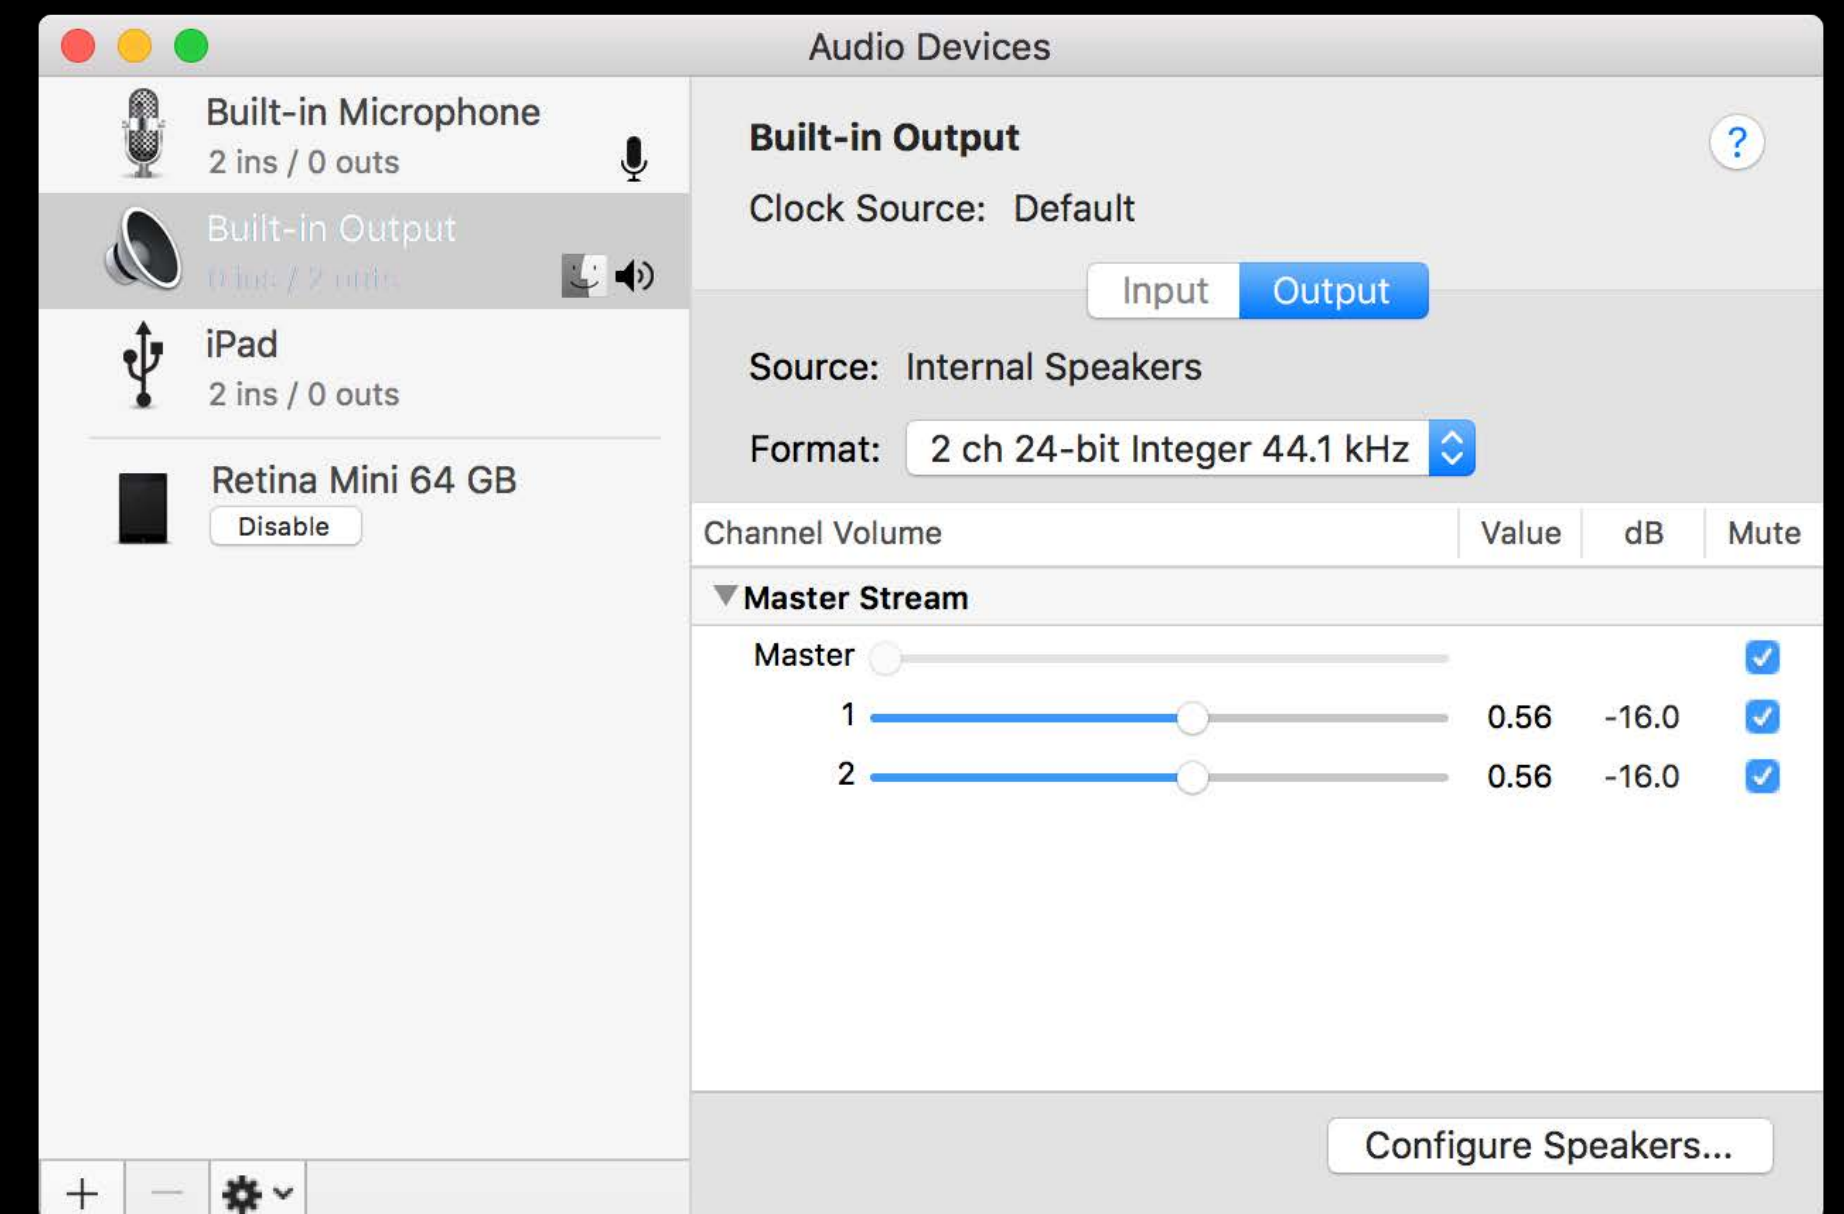 Audio Devices
Built-in Microphone
2 ins / 0 outs
Built-in Output
iPad
2 ins / 0 outs
Retina Mini 64 GB
Disable
Built-in Output
?
Clock Source: Default
Input Output
Source: Internal Speakers
Format: 2 ch 24-bit Integer 44.1 kHz
Channel Volume Value dB Mute
Master Stream
Master
1 0.56 -16.0
2 0.56 -16.0
Configure Speakers...